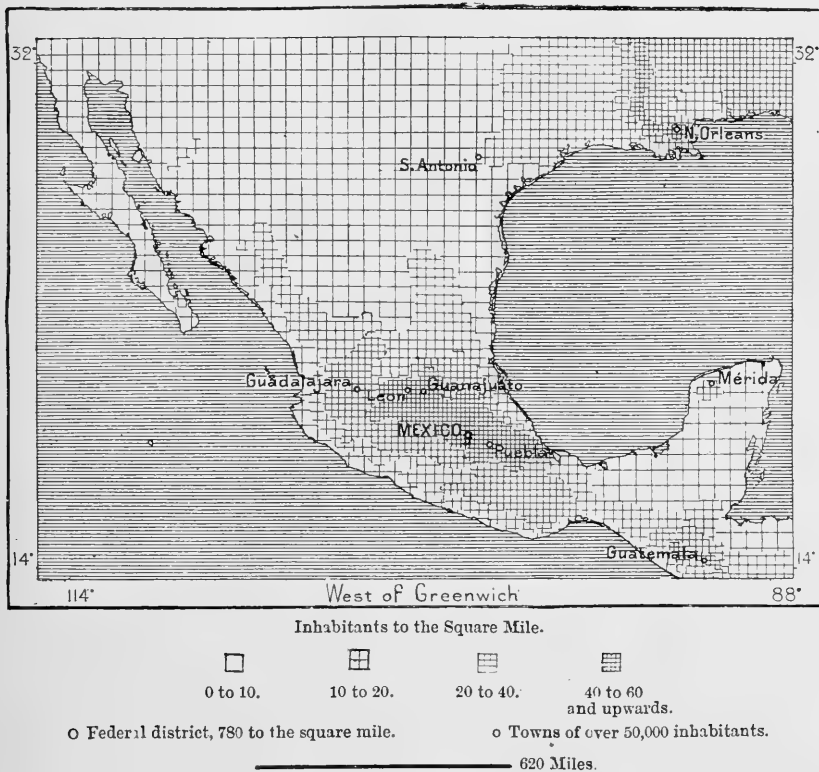 32° 32°
N. Orleans
S. Antonio
Guadajajara
Leon
Guanajuato
Mérida
MEXICO
Puebla
Guatemala
14° 14°
114° West of Greenwich 88°
Inhabitants to the Square Mile.
0 to 10. 10 to 20. 20 to 40. 40 to 60
and upwards.
o Federal district, 780 to the square mile. o Towns of over 50,000 inhabitants.
620 Miles.